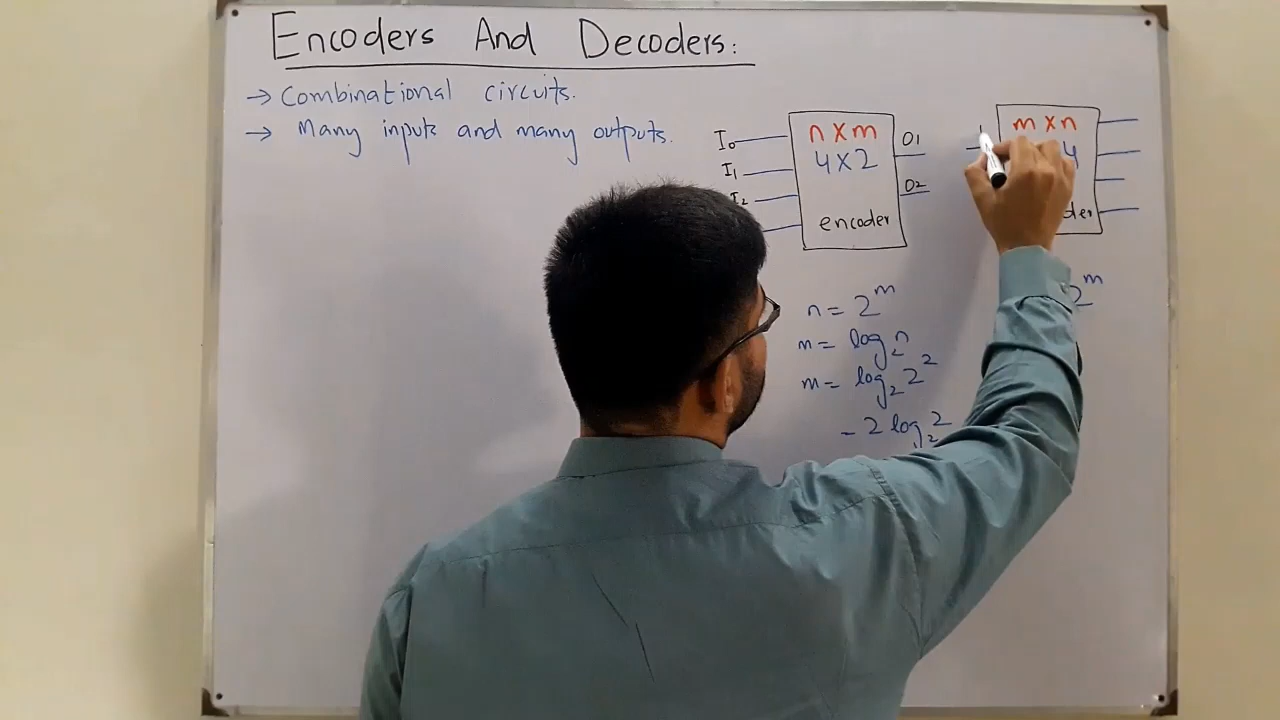 Encoders And Decoders:
→ Combinational circuits.
→ Many inputs and many outputs.
I₀
I₁
I₂
n x m
4 x 2
encoder
O1
O2
m x n
4
n = 2^m
m = log₂ n
m = log₂ 2²
- 2 log₂ 2
2^m